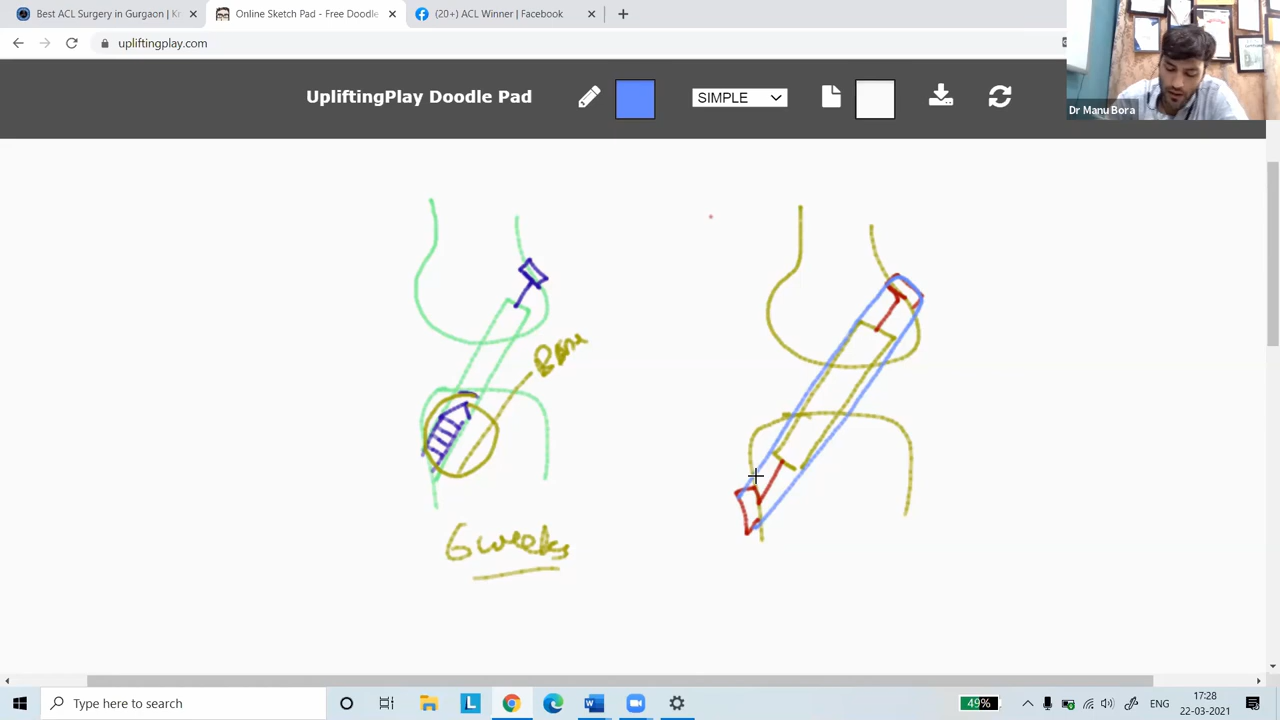 Best ACL Surgery in Gurgaon | Kn
Online Sketch Pad - Free Doodle
(20+) ACL Winner | Facebook
upliftingplay.com
UpliftingPlay Doodle Pad
SIMPLE
Dr Manu Bora
Bone
6 weeks
49%
Type here to search
ENG
17:28
22-03-2021